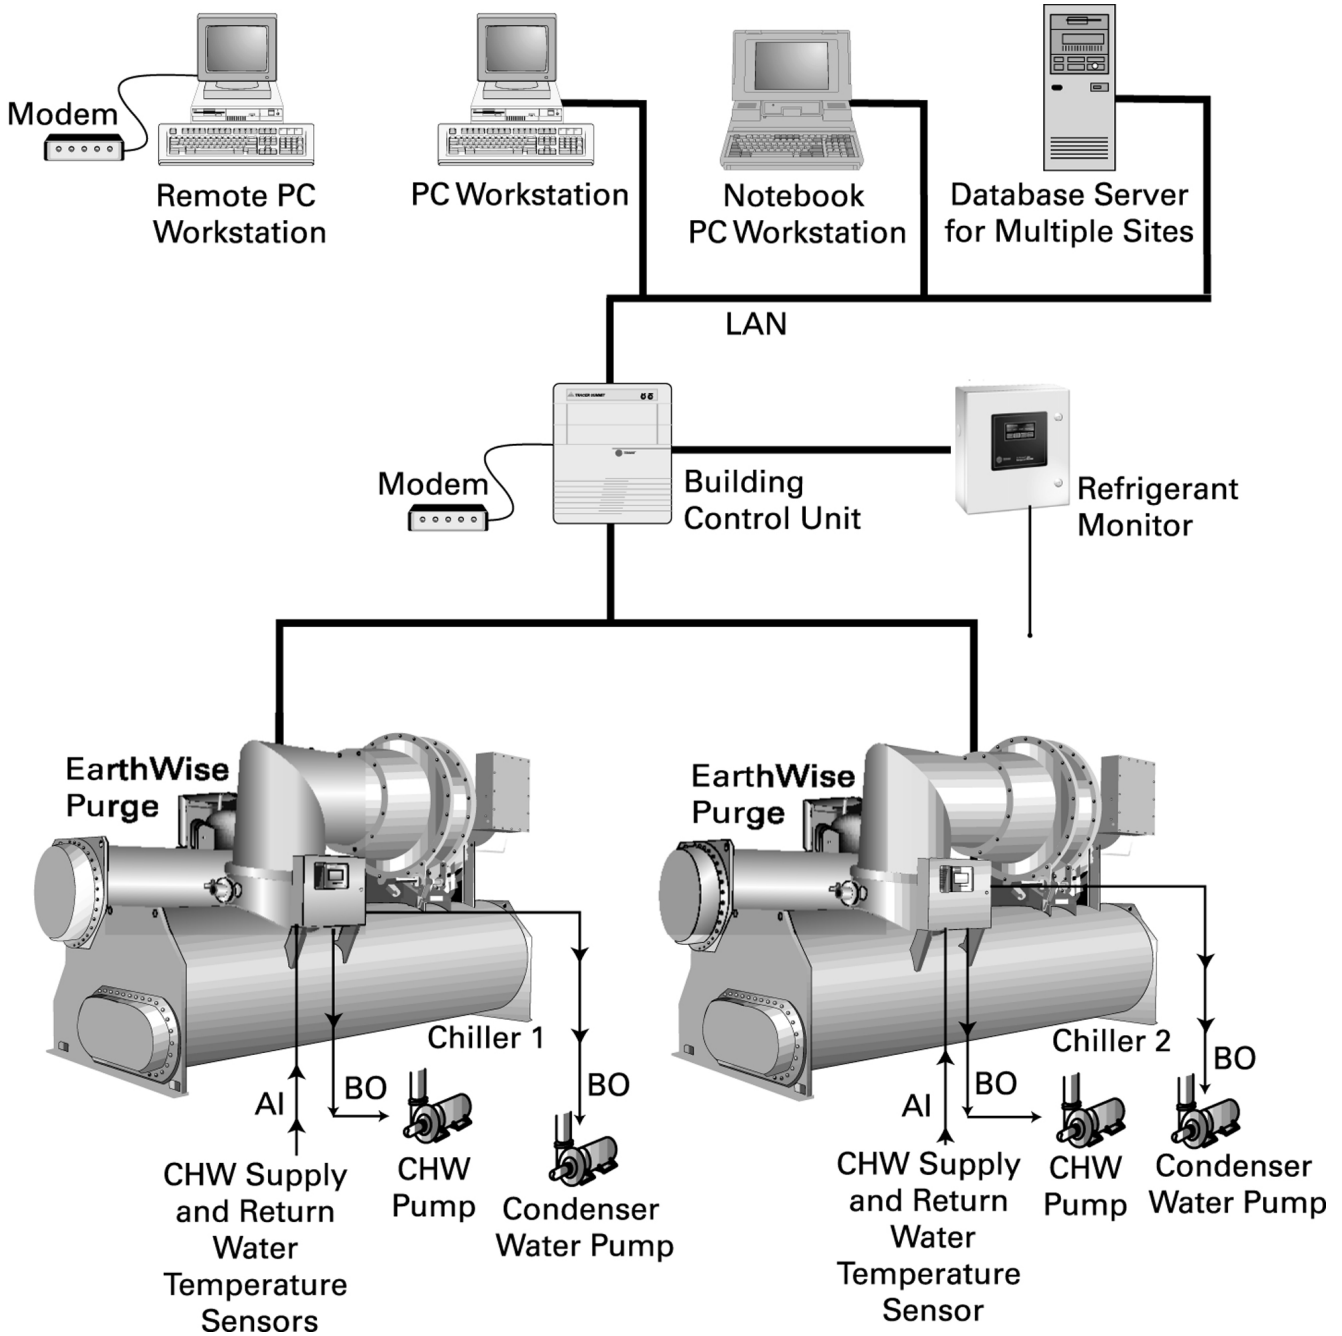 Modem
Remote PC
Workstation
PC Workstation
Notebook
PC Workstation
Database Server
for Multiple Sites
LAN
TRACER SUMMIT
TRANE
Modem
Building
Control Unit
Refrigerant
Monitor
EarthWise
Purge
EarthWise
Purge
Chiller 1
Chiller 2
AI
BO
BO
AI
BO
BO
CHW Supply
and Return
Water
Temperature
Sensors
CHW
Pump
Condenser
Water Pump
CHW Supply
and Return
Water
Temperature
Sensor
CHW
Pump
Condenser
Water Pump